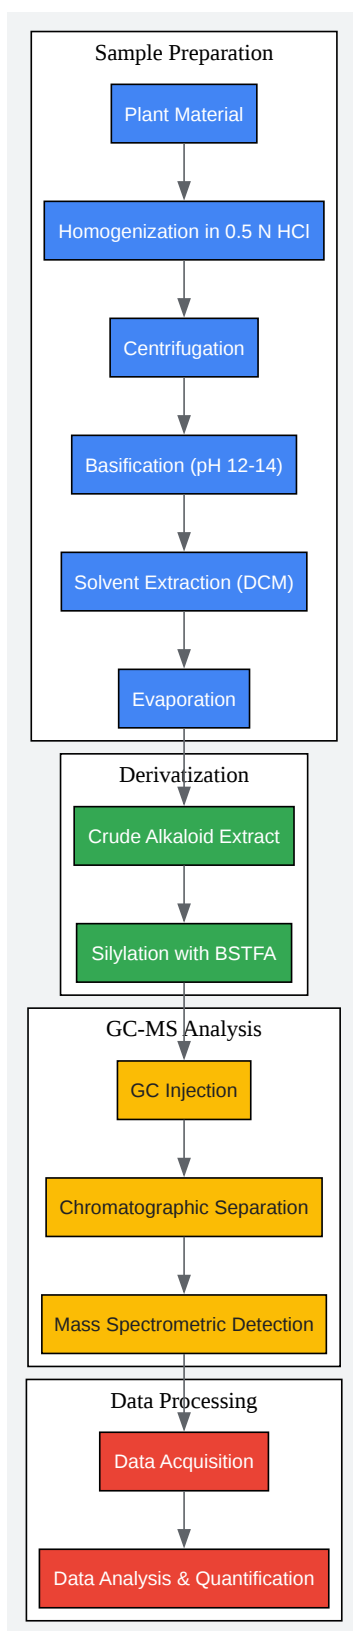 Sample Preparation
Plant Material
Homogenization in 0.5 N HCl
Centrifugation
Basification (pH 12-14)
Solvent Extraction (DCM)
Evaporation
Derivatization
Crude Alkaloid Extract
Silylation with BSTFA
GC-MS Analysis
GC Injection
Chromatographic Separation
Mass Spectrometric Detection
Data Processing
Data Acquisition
Data Analysis & Quantification